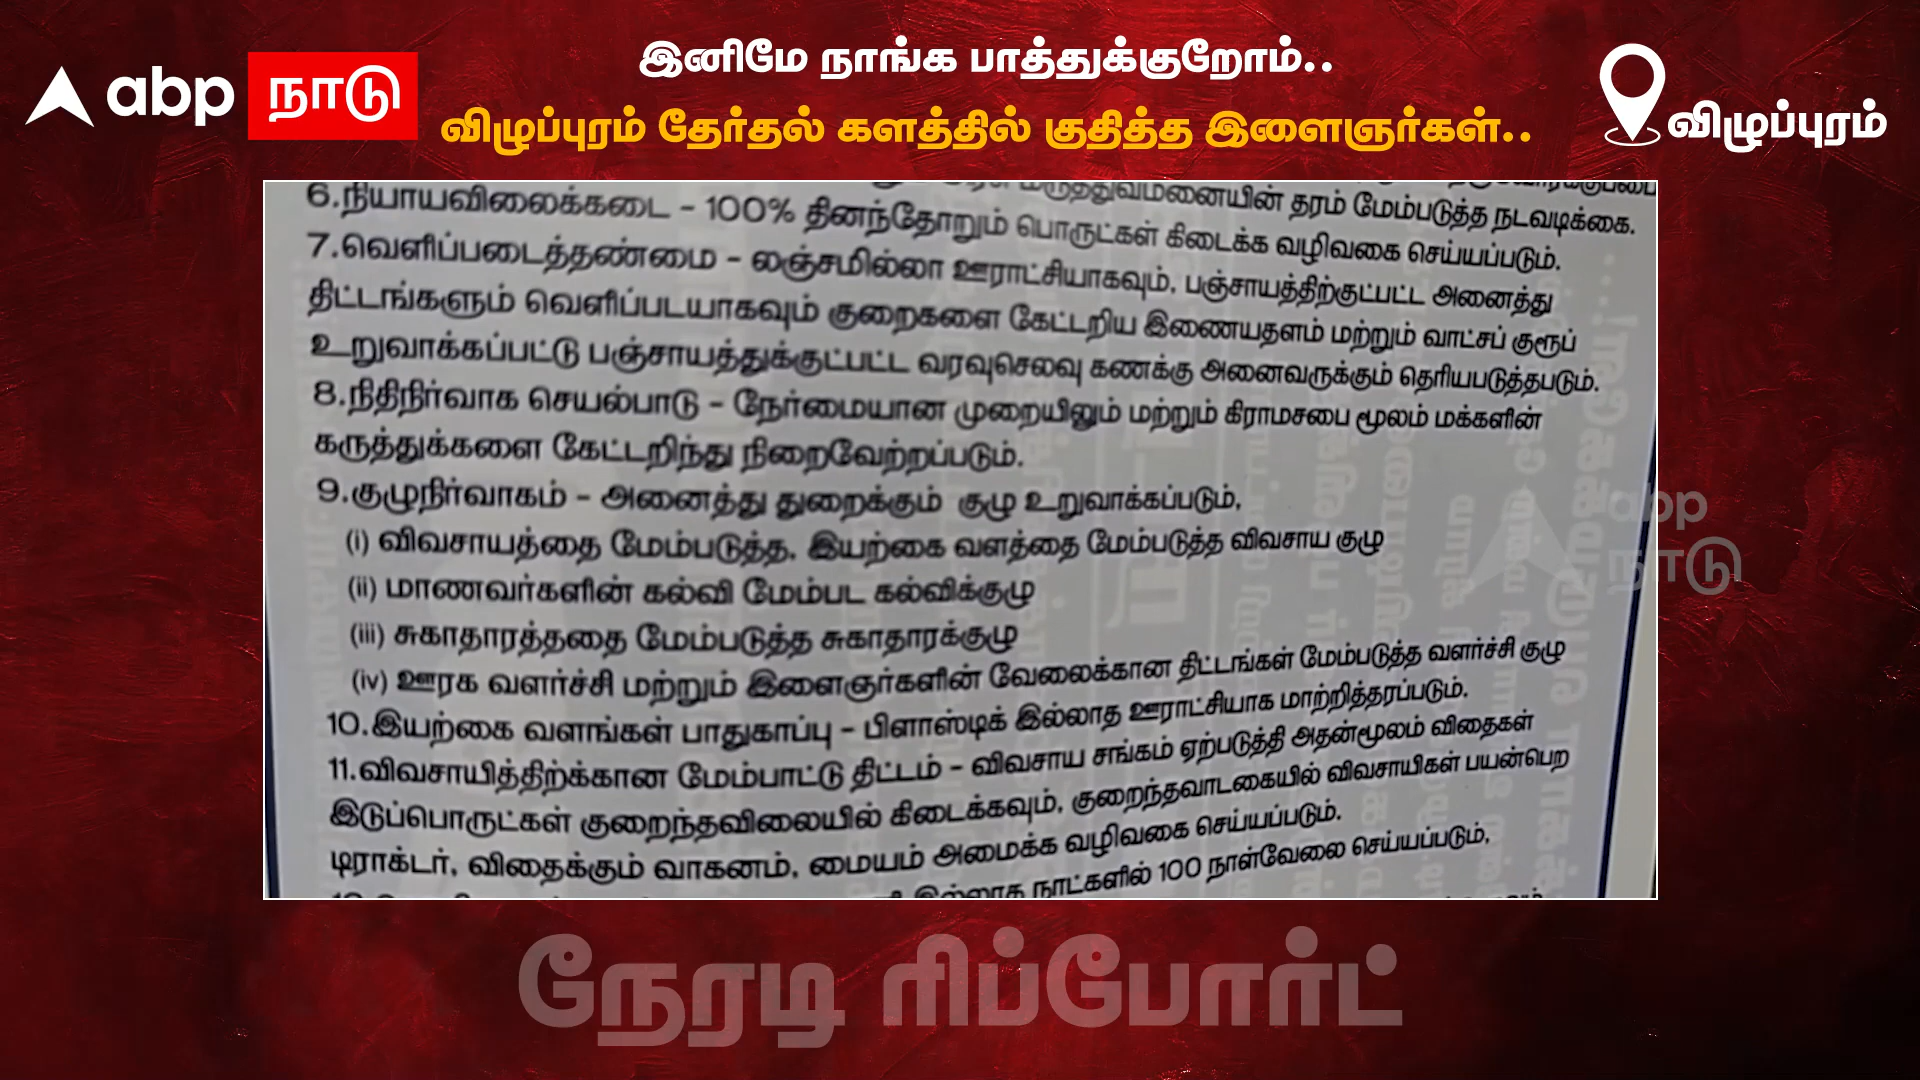 abp நாடு
இனிமே நாங்க பாத்துக்குறோம்..
விழுப்புரம் தேர்தல் களத்தில் குதித்த இளைஞர்கள்..
விழுப்புரம்
மருத்துவமனையின் தரம் மேம்படுத்த நடவடிக்கை.
6.நியாயவிலைக்கடை - 100% தினந்தோறும் பொருட்கள் கிடைக்க வழிவகை செய்யப்படும்.
7.வெளிப்படைத்தண்மை - லஞ்சமில்லா ஊராட்சியாகவும், பஞ்சாயத்திற்குட்பட்ட அனைத்து
திட்டங்களும் வெளிப்படயாகவும் குறைகளை கேட்டறிய இணையதளம் மற்றும் வாட்சப் குரூப்
உறுவாக்கப்பட்டு பஞ்சாயத்துக்குட்பட்ட வரவுசெலவு கணக்கு அனைவருக்கும் தெரியபடுத்தபடும்.
8.நிதிநிர்வாக செயல்பாடு - நேர்மையான முறையிலும் மற்றும் கிராமசபை மூலம் மக்களின்
கருத்துக்களை கேட்டறிந்து நிறைவேற்றப்படும்.
9.குழுநிர்வாகம் - அனைத்து துறைக்கும் குழு உறுவாக்கப்படும்,
(i) விவசாயத்தை மேம்படுத்த, இயற்கை வளத்தை மேம்படுத்த விவசாய குழு
(ii) மாணவர்களின் கல்வி மேம்பட கல்விக்குழு
(iii) சுகாதாரத்ததை மேம்படுத்த சுகாதாரக்குழு
(iv) ஊரக வளர்ச்சி மற்றும் இளைஞர்களின் வேலைக்கான திட்டங்கள் மேம்படுத்த வளர்ச்சி குழு
10.இயற்கை வளங்கள் பாதுகாப்பு - பிளாஸ்டிக் இல்லாத ஊராட்சியாக மாற்றித்தரப்படும்.
11.விவசாயித்திற்க்கான மேம்பாட்டு திட்டம் - விவசாய சங்கம் ஏற்படுத்தி அதன்மூலம் விதைகள்
இடுப்பொருட்கள் குறைந்தவிலையில் கிடைக்கவும், குறைந்தவாடகையில் விவசாயிகள் பயன்பெற
டிராக்டர், விதைக்கும் வாகனம், மையம் அமைக்க வழிவகை செய்யப்படும்.
இல்லாத நாட்களில் 100 நாள்வேலை செய்யப்படும்,
abp நாடு
நேரடி ரிப்போர்ட்